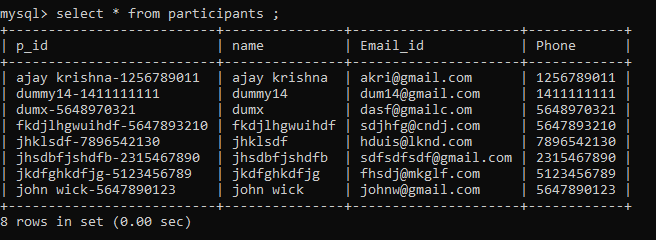 mysql> select * from participants ;
+--------------------------+---------------+---------------------+------------+
| p_id                     | name          | Email_id            | Phone      |
+--------------------------+---------------+---------------------+------------+
| ajay krishna-1256789011  | ajay krishna  | akri@gmail.com      | 1256789011 |
| dummy14-1411111111       | dummy14       | dum14@gmail.com     | 1411111111 |
| dumx-5648970321          | dumx          | dasf@gmailc.om      | 5648970321 |
| fkdjlhgwuihdf-5647893210 | fkdjlhgwuihdf | sdjhfg@cndj.com     | 5647893210 |
| jhklsdf-7896542130       | jhklsdf       | hduis@lknd.com      | 7896542130 |
| jhsdbfjshdfb-2315467890  | jhsdbfjshdfb  | sdfsdfsdf@gmail.com | 2315467890 |
| jkdfghkdfjg-5123456789   | jkdfghkdfjg   | fhsdj@mkglf.com     | 5123456789 |
| john wick-5647890123     | john wick     | johnw@gmail.com     | 5647890123 |
+--------------------------+---------------+---------------------+------------+
8 rows in set (0.00 sec)